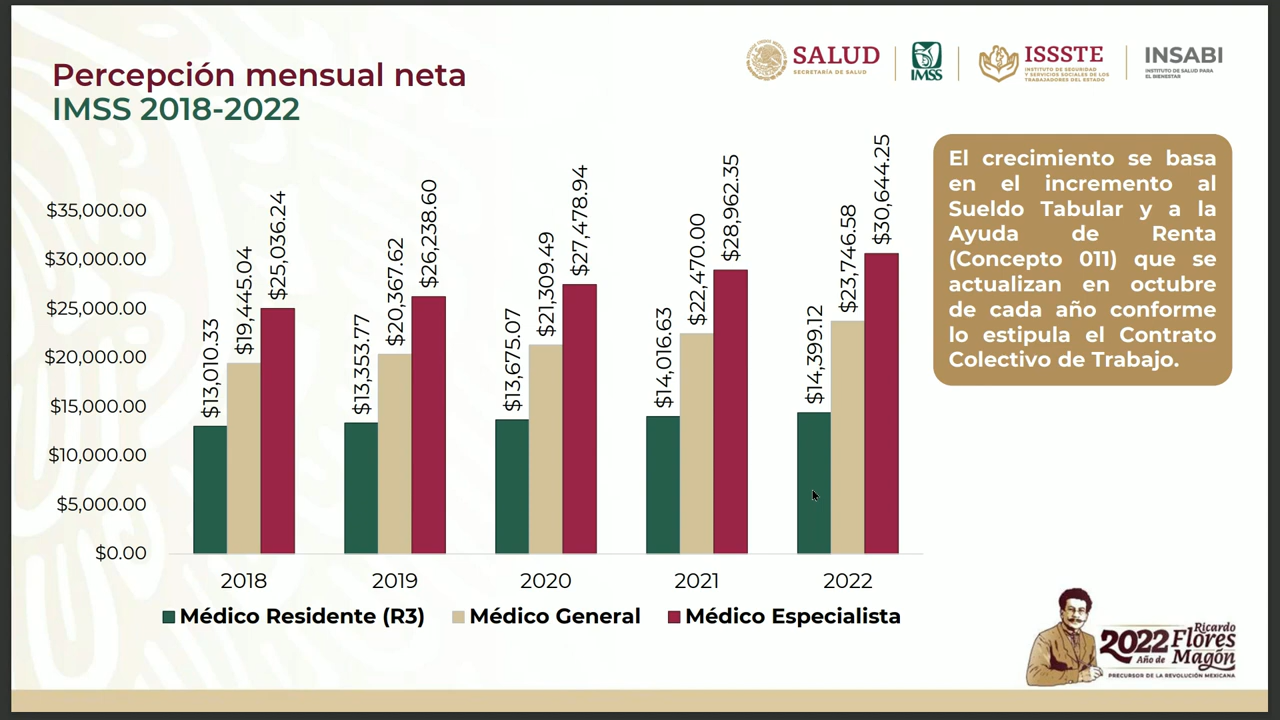 Percepción mensual neta
IMSS 2018-2022
SALUD
SECRETARÍA DE SALUD
IMSS
ISSSTE
INSTITUTO DE SEGURIDAD
Y SERVICIOS SOCIALES DE LOS
TRABAJADORES DEL ESTADO
INSABI
INSTITUTO DE SALUD PARA
EL BIENESTAR
$35,000.00
$30,000.00
$25,000.00
$20,000.00
$15,000.00
$10,000.00
$5,000.00
$0.00
$13,010.33
$19,445.04
$25,036.24
$13,353.77
$20,367.62
$26,238.60
$13,675.07
$21,309.49
$27,478.94
$14,016.63
$22,470.00
$28,962.35
$14,399.12
$23,746.58
$30,644.25
2018
2019
2020
2021
2022
Médico Residente (R3)
Médico General
Médico Especialista
El crecimiento se basa
en el incremento al
Sueldo Tabular y a la
Ayuda de Renta
(Concepto 011) que se
actualizan en octubre
de cada año conforme
lo estipula el Contrato
Colectivo de Trabajo.
2022
Año de
Ricardo
Flores
Magón
PRECURSOR DE LA REVOLUCIÓN MEXICANA